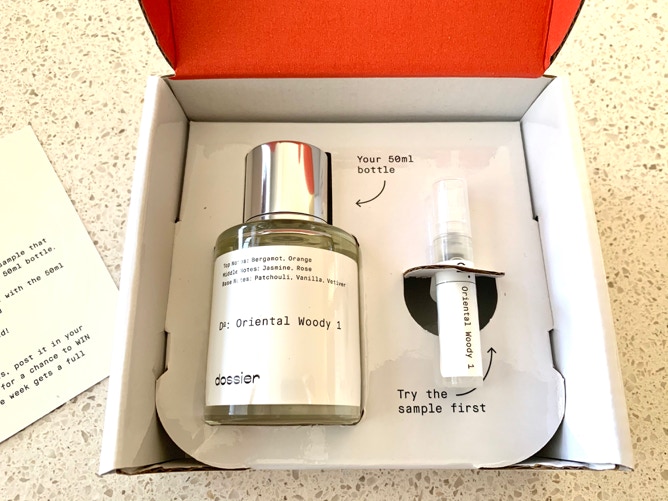 Your 50ml
bottle
Top Notes: Bergamot, Orange
Middle Notes: Jasmine, Rose
Base Notes: Patchouli, Vanilla, Vetiver
Dº: Oriental Woody 1
dossier
Oriental Woody 1
Try the
sample first
sample that
50ml bottle.
with the 50ml
post it in your
for a chance to WIN
week gets a full